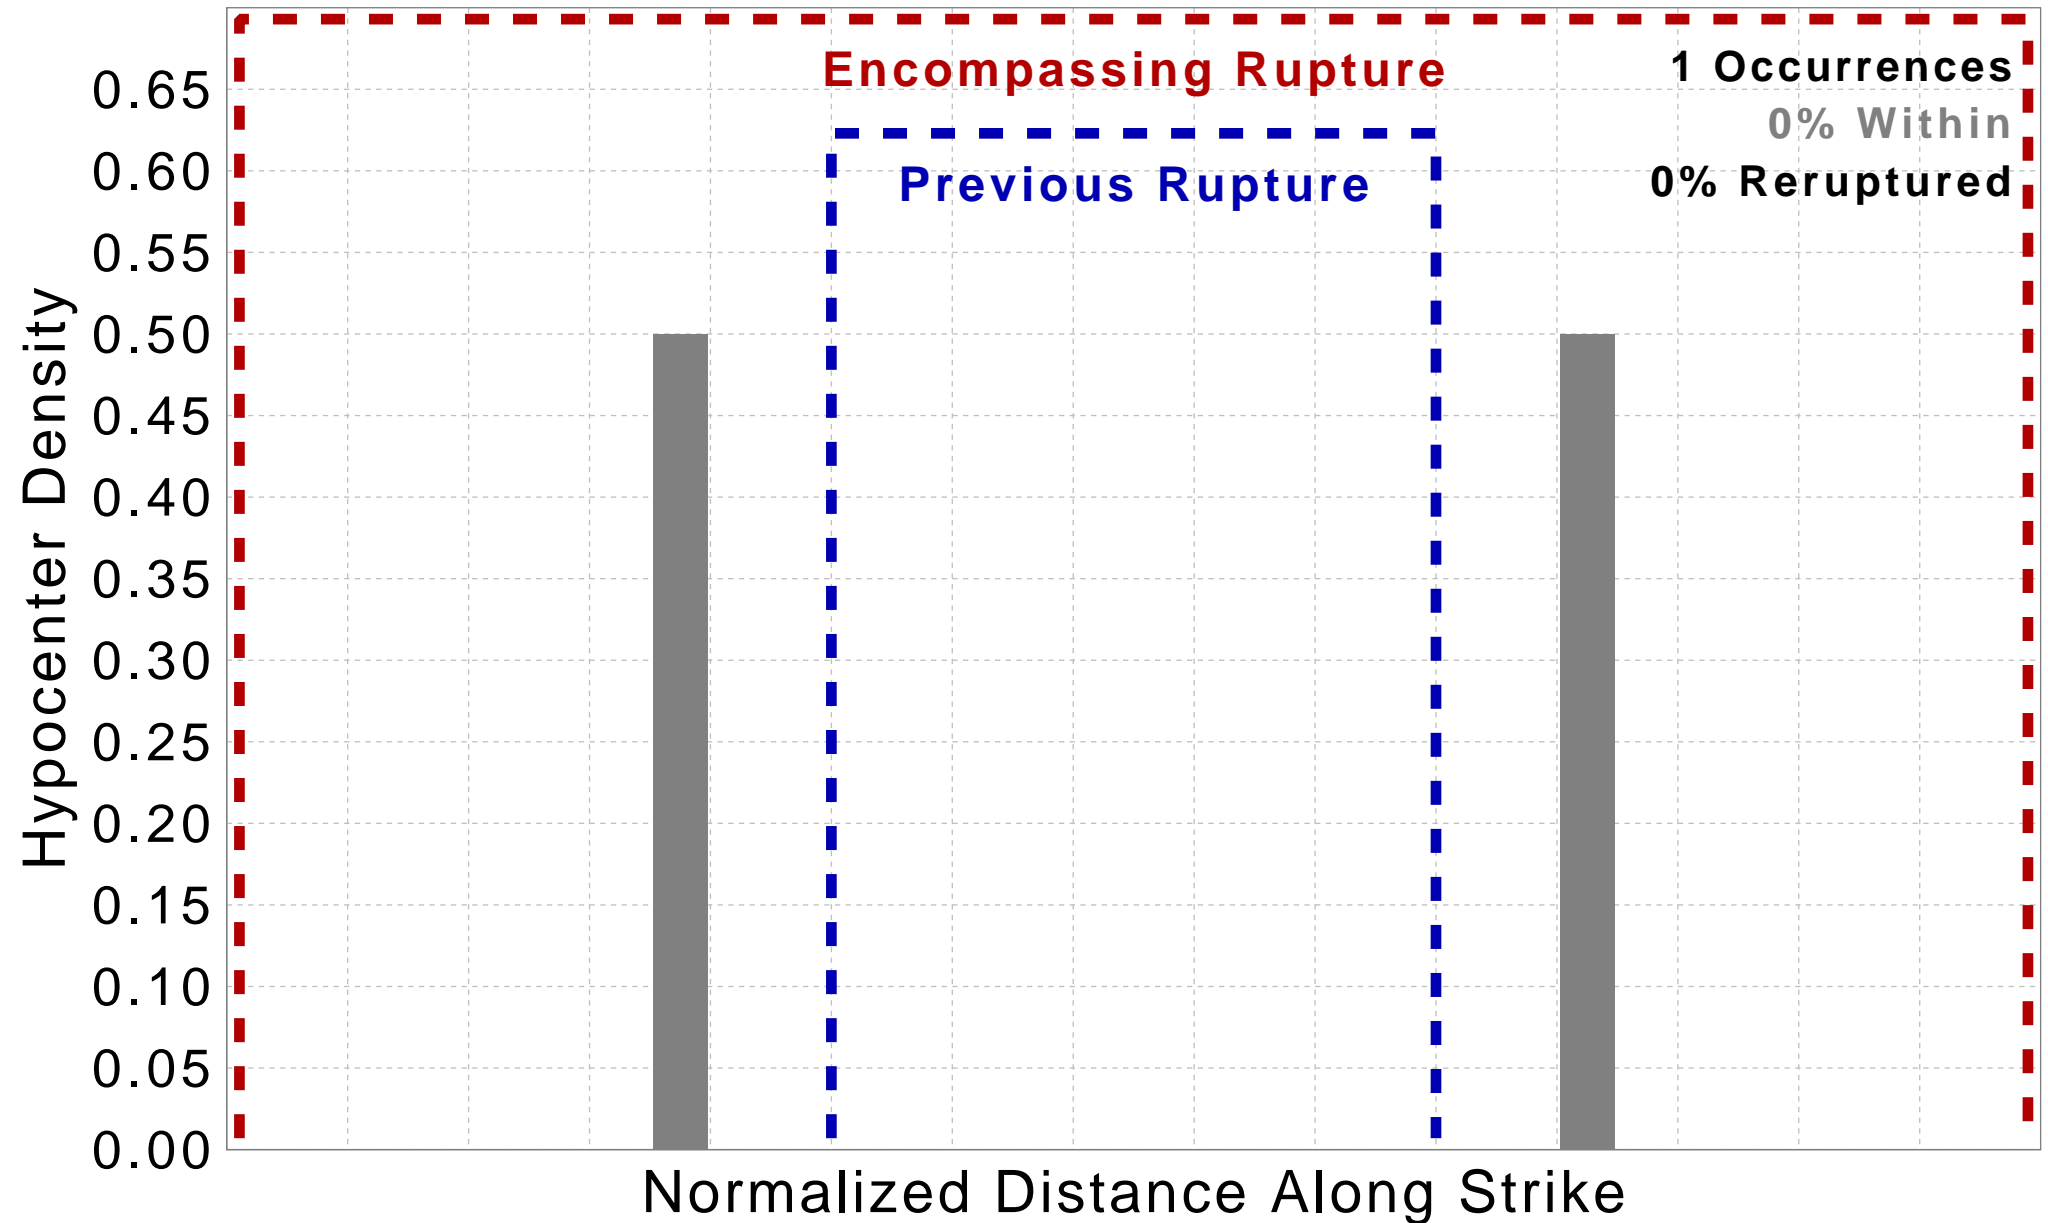 Encompassing Rupture
1 Occurrences
0% Within
Previous Rupture
0% Reruptured
Hypocenter Density
0.65
0.60
0.55
0.50
0.45
0.40
0.35
0.30
0.25
0.20
0.15
0.10
0.05
0.00
Normalized Distance Along Strike